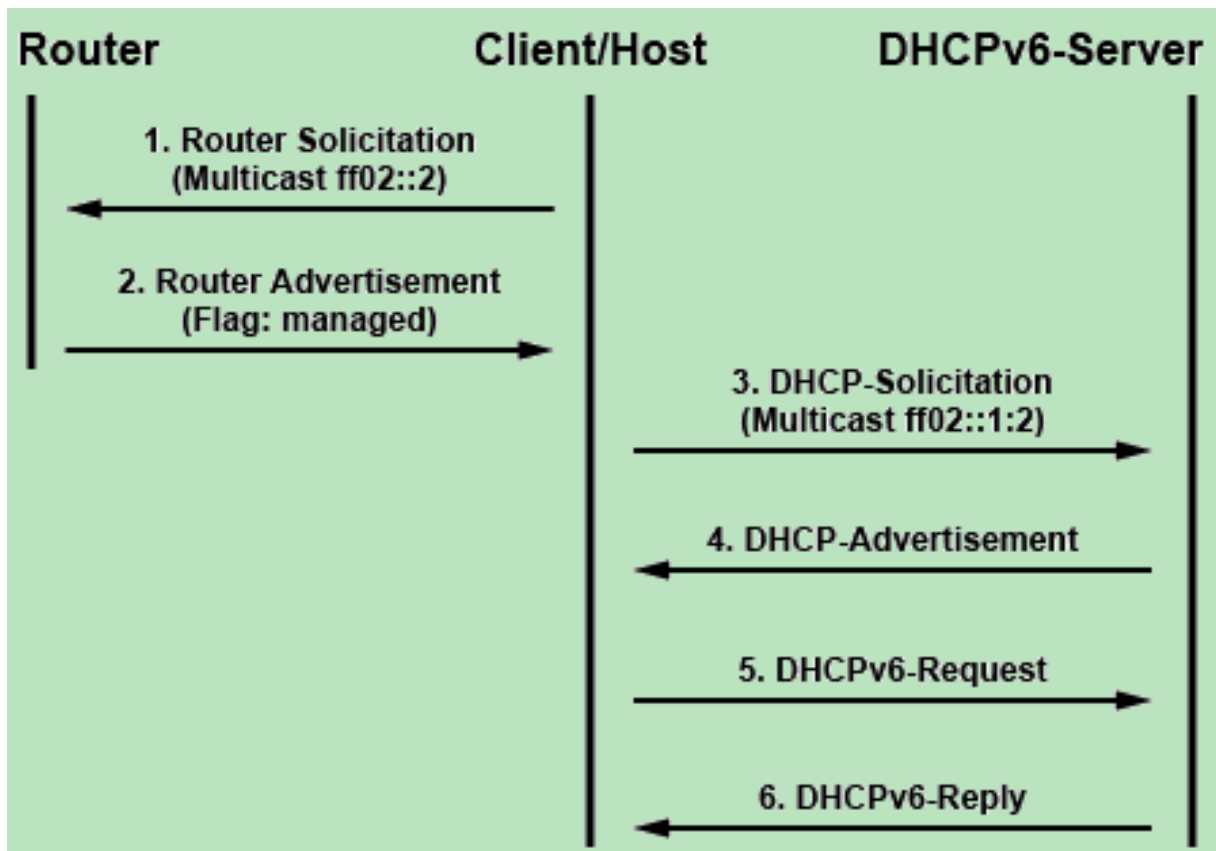 Router Client/Host DHCPv6-Server
1. Router Solicitation
(Multicast ff02::2)
2. Router Advertisement
(Flag: managed)
3. DHCP-Solicitation
(Multicast ff02::1:2)
4. DHCP-Advertisement
5. DHCPv6-Request
6. DHCPv6-Reply